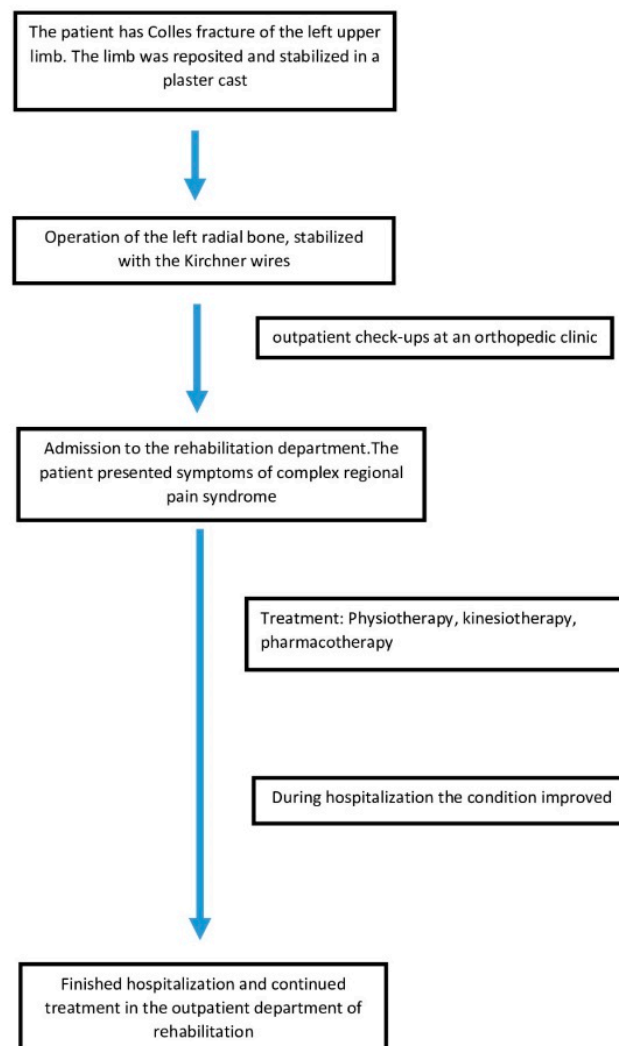 The patient has Colles fracture of the left upper
limb. The limb was reposited and stabilized in a
plaster cast
Operation of the left radial bone, stabilized
with the Kirchner wires
outpatient check-ups at an orthopedic clinic
Admission to the rehabilitation department.The
patient presented symptoms of complex regional
pain syndrome
Treatment: Physiotherapy, kinesiotherapy,
pharmacotherapy
During hospitalization the condition improved
Finished hospitalization and continued
treatment in the outpatient department of
rehabilitation